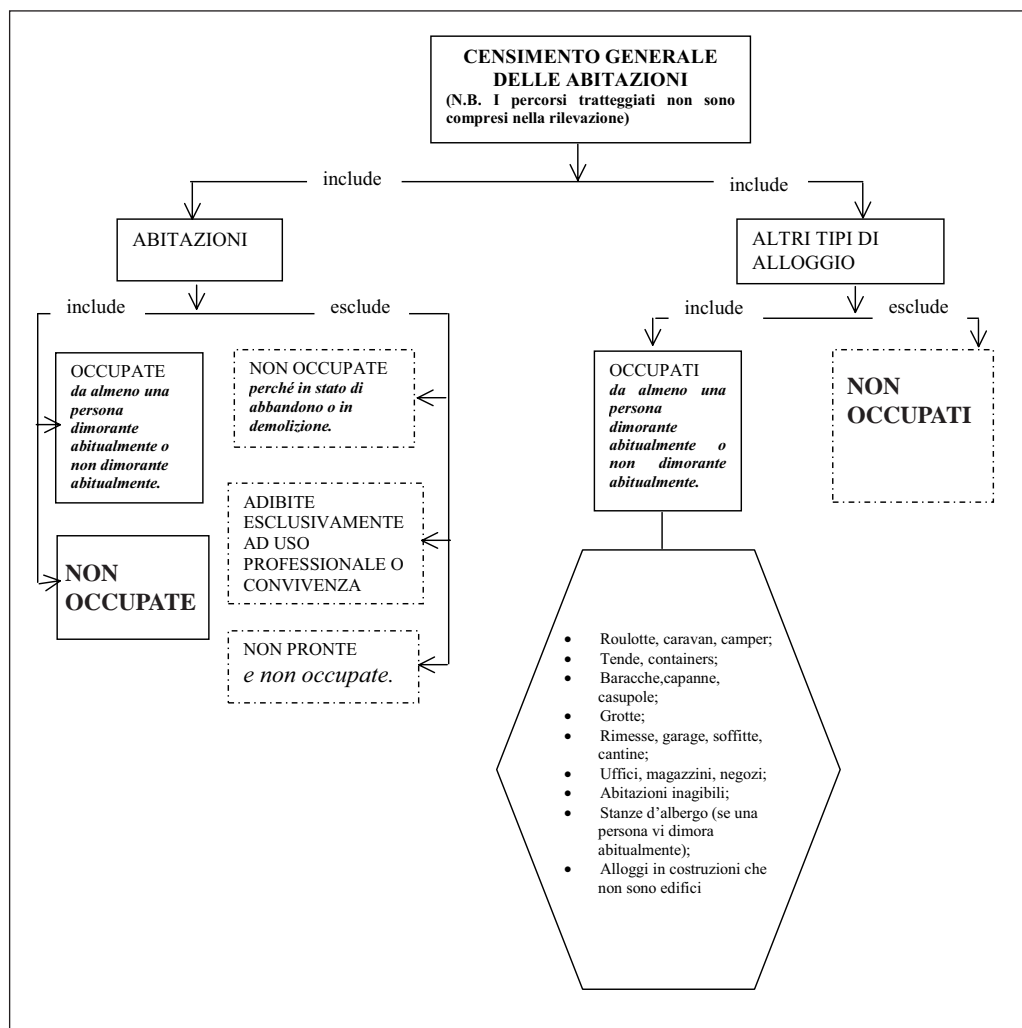 CENSIMENTO GENERALE
DELLE ABITAZIONI
(N.B. I percorsi tratteggiati non sono
compresi nella rilevazione)
include
include
ABITAZIONI
ALTRI TIPI DI
ALLOGGIO
include
esclude
include
esclude
OCCUPATE
da almeno una
persona
dimorante
abitualmente o
non dimorante
abitualmente.
NON OCCUPATE
perché in stato di
abbandono o in
demolizione.
OCCUPATI
da almeno una
persona
dimorante
abitualmente o
non dimorante
abitualmente.
NON
OCCUPATI
ADIBITE
ESCLUSIVAMENTE
AD USO
PROFESSIONALE O
CONVIVENZA
NON
OCCUPATE
NON PRONTE
e non occupate.
• Roulotte, caravan, camper;
• Tende, containers;
• Baracche,capanne,
casupole;
• Grotte;
• Rimesse, garage, soffitte,
cantine;
• Uffici, magazzini, negozi;
• Abitazioni inagibili;
• Stanze d'albergo (se una
persona vi dimora
abitualmente);
• Alloggi in costruzioni che
non sono edifici